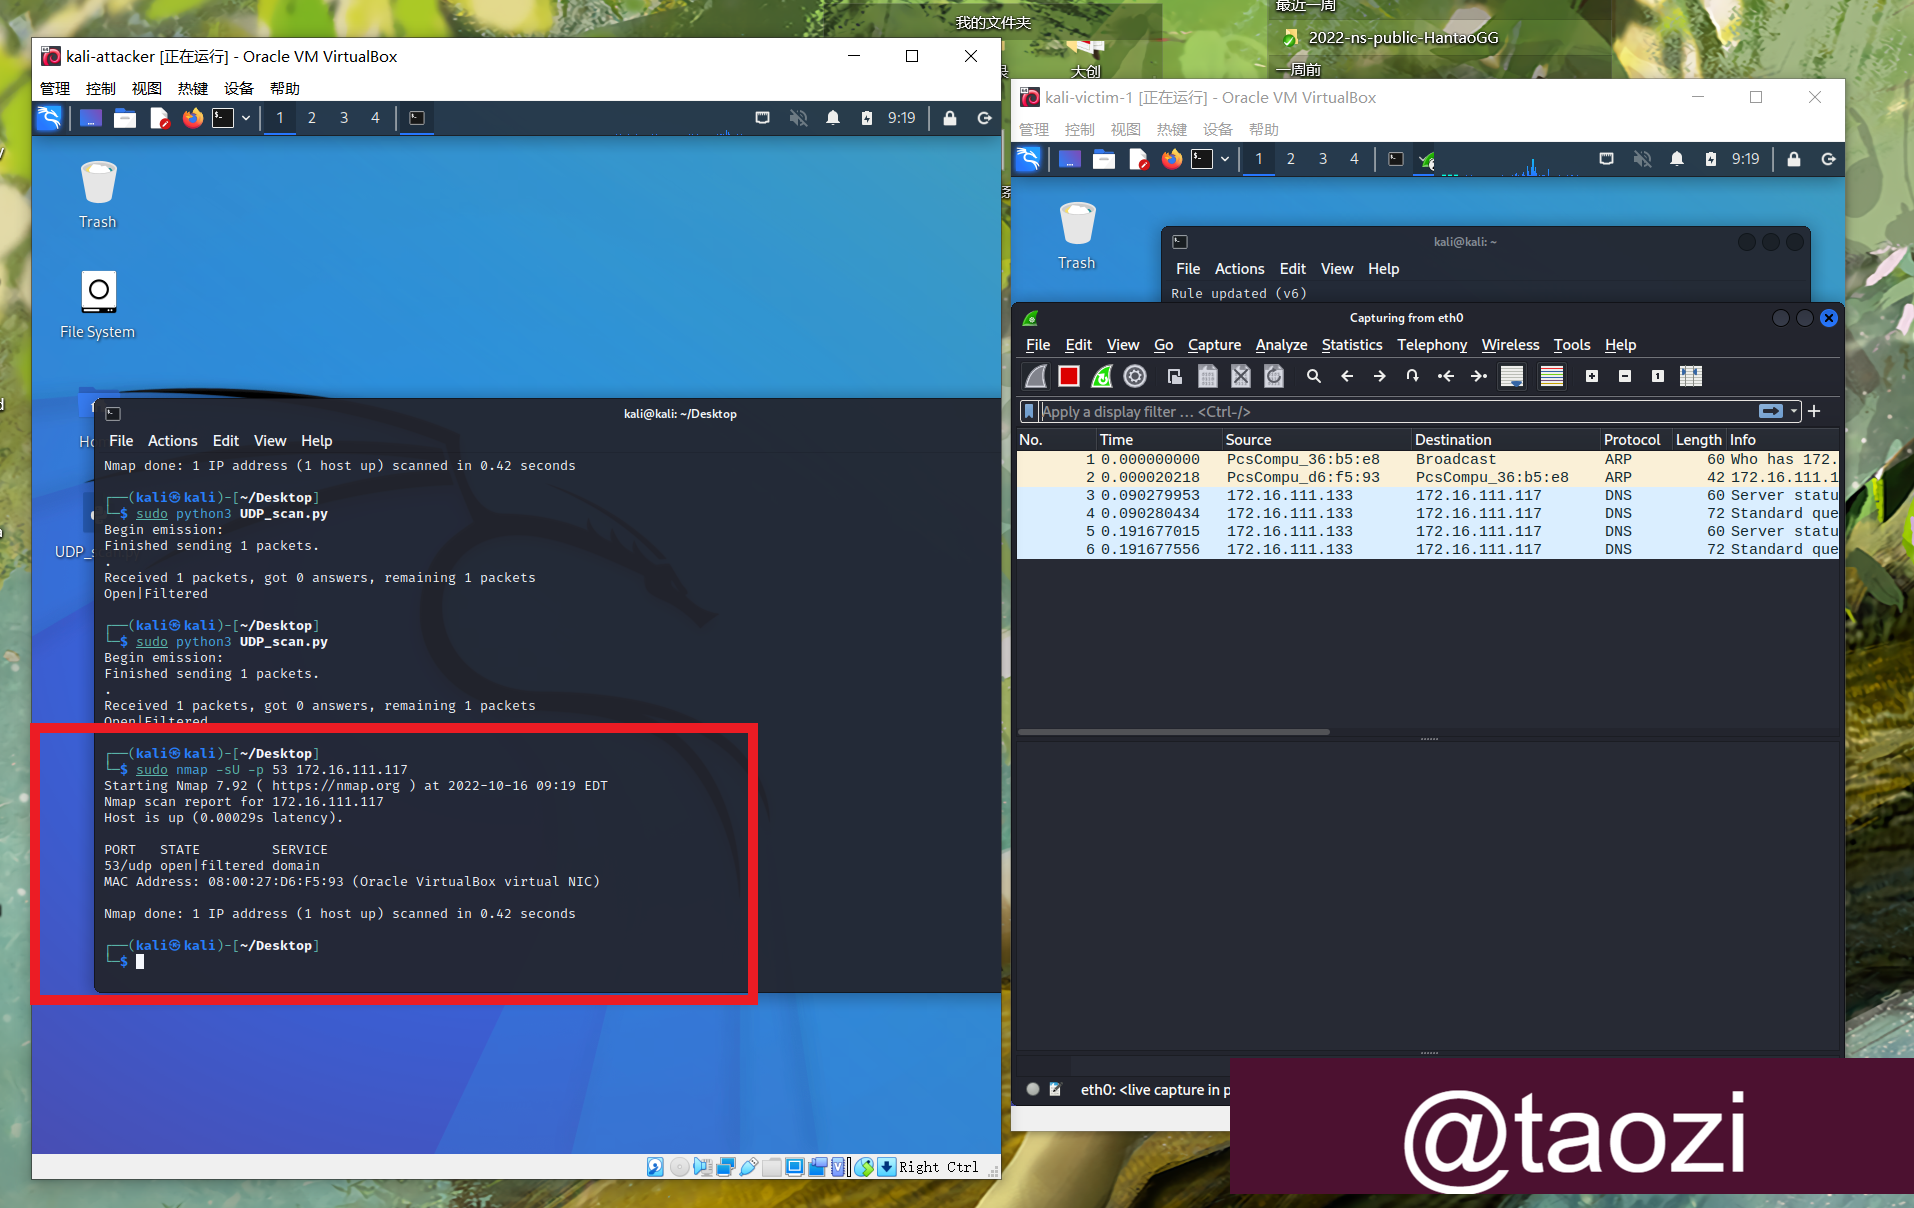 我的文件夹
最近一周
2022-ns-public-HantaoGG
一周前
大创
kali-attacker [正在运行] - Oracle VM VirtualBox
管理 控制 视图 热键 设备 帮助
1 2 3 4
9:19
Trash
File System
kali@kali: ~/Desktop
File Actions Edit View Help
Nmap done: 1 IP address (1 host up) scanned in 0.42 seconds
┌──(kali㉿kali)-[~/Desktop]
└─$ sudo python3 UDP_scan.py
Begin emission:
Finished sending 1 packets.
.
Received 1 packets, got 0 answers, remaining 1 packets
Open|Filtered
┌──(kali㉿kali)-[~/Desktop]
└─$ sudo python3 UDP_scan.py
Begin emission:
Finished sending 1 packets.
.
Received 1 packets, got 0 answers, remaining 1 packets
Open|Filtered
┌──(kali㉿kali)-[~/Desktop]
└─$ sudo nmap -sU -p 53 172.16.111.117
Starting Nmap 7.92 ( https://nmap.org ) at 2022-10-16 09:19 EDT
Nmap scan report for 172.16.111.117
Host is up (0.00029s latency).
PORT STATE SERVICE
53/udp open|filtered domain
MAC Address: 08:00:27:D6:F5:93 (Oracle VirtualBox virtual NIC)
Nmap done: 1 IP address (1 host up) scanned in 0.42 seconds
┌──(kali㉿kali)-[~/Desktop]
└─$
UDP_s
Right Ctrl
kali-victim-1 [正在运行] - Oracle VM VirtualBox
管理 控制 视图 热键 设备 帮助
1 2 3 4
9:19
Trash
kali@kali: ~
File Actions Edit View Help
Rule updated (v6)
Capturing from eth0
File Edit View Go Capture Analyze Statistics Telephony Wireless Tools Help
Apply a display filter … <Ctrl-/>
No. Time Source Destination Protocol Length Info
1 0.000000000 PcsCompu_36:b5:e8 Broadcast ARP 60 Who has 172.
2 0.000020218 PcsCompu_d6:f5:93 PcsCompu_36:b5:e8 ARP 42 172.16.111.1
3 0.090279953 172.16.111.133 172.16.111.117 DNS 60 Server statu
4 0.090280434 172.16.111.133 172.16.111.117 DNS 72 Standard que
5 0.191677015 172.16.111.133 172.16.111.117 DNS 60 Server statu
6 0.191677556 172.16.111.133 172.16.111.117 DNS 72 Standard que
eth0: <live capture in p
@taozi